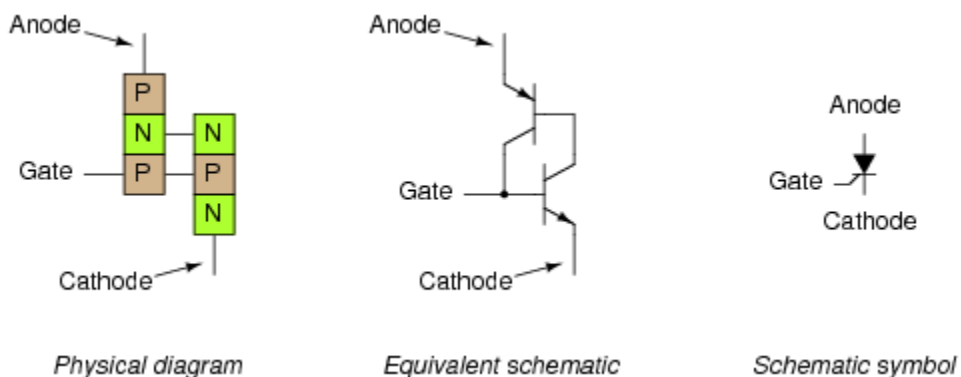 Anode
P
N
N
Gate
P
P
N
Cathode
Physical diagram
Anode
Gate
Cathode
Equivalent schematic
Anode
Gate
Cathode
Schematic symbol